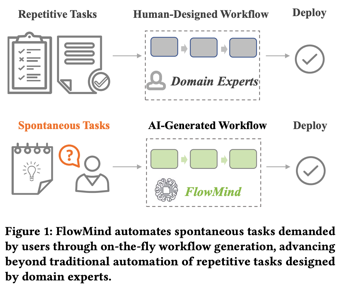 Repetitive Tasks
Human-Designed Workflow
Deploy
Domain Experts
Spontaneous Tasks
AI-Generated Workflow
Deploy
FlowMind
Figure 1: FlowMind automates spontaneous tasks demanded
by users through on-the-fly workflow generation, advancing
beyond traditional automation of repetitive tasks designed
by domain experts.